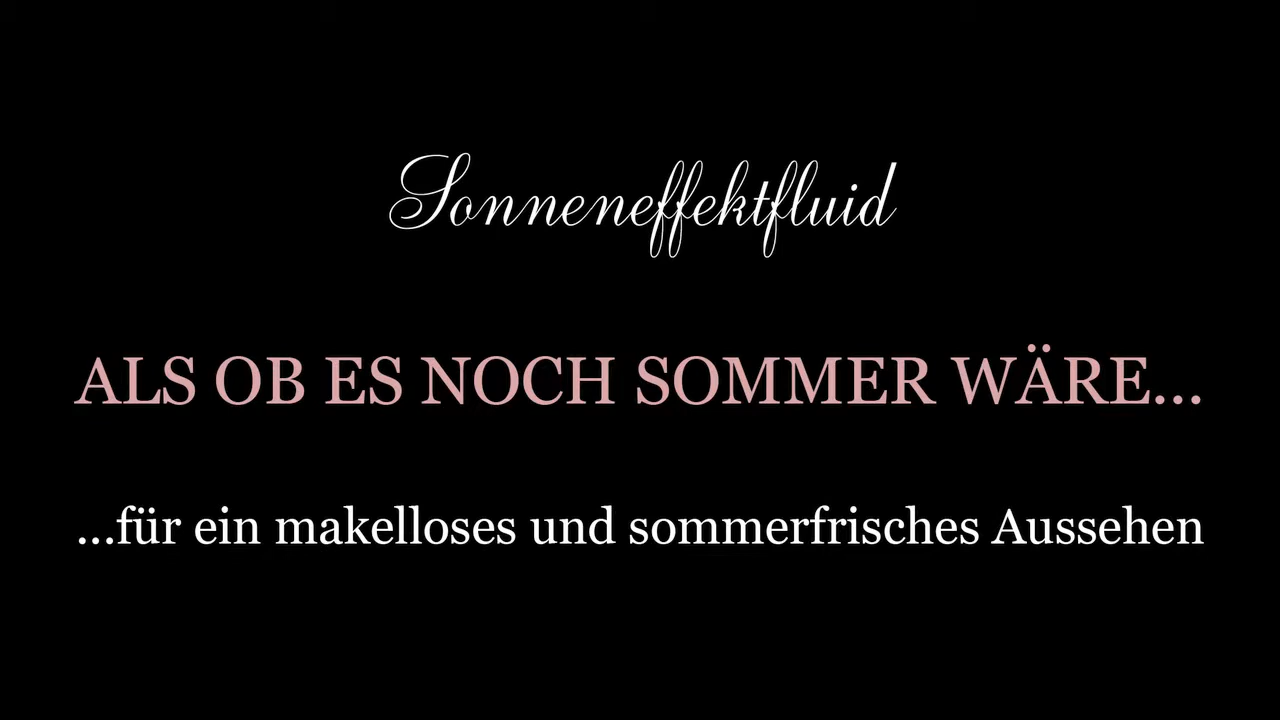 Sonneneffektfluid
ALS OB ES NOCH SOMMER WÄRE...
...für ein makelloses und sommerfrisches Aussehen